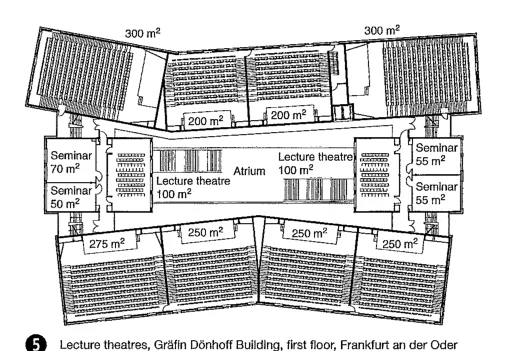 300 m²
300 m²
200 m²
200 m²
Seminar
70 m²
Seminar
50 m²
Lecture theatre
100 m²
Atrium
Lecture theatre
100 m²
Seminar
55 m²
Seminar
55 m²
275 m²
250 m²
250 m²
250 m²
5 Lecture theatres, Gräfin Dönhoff Building, first floor, Frankfurt an der Oder